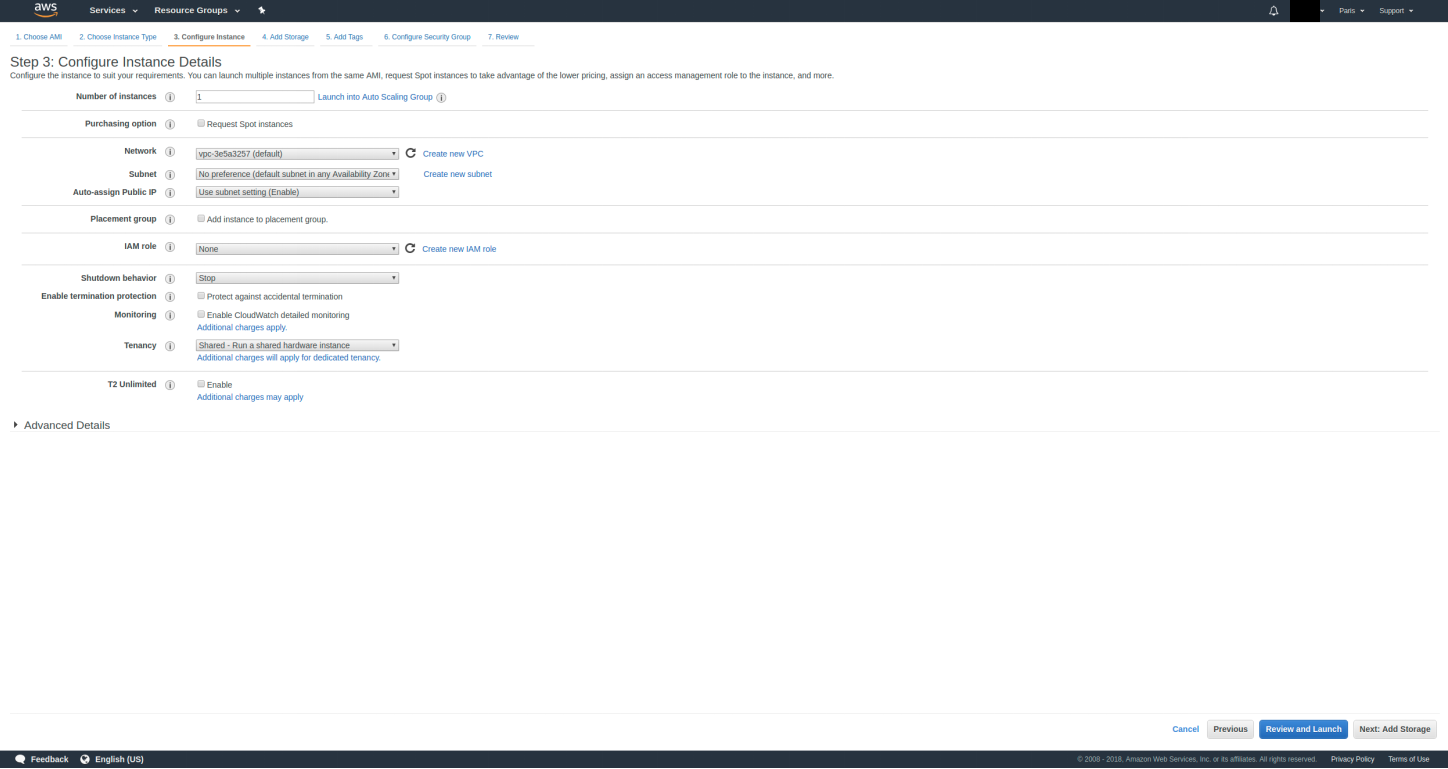 aws Services Resource Groups Paris Support
1. Choose AMI 2. Choose Instance Type 3. Configure Instance 4. Add Storage 5. Add Tags 6. Configure Security Group 7. Review
Step 3: Configure Instance Details
Configure the instance to suit your requirements. You can launch multiple instances from the same AMI, request Spot instances to take advantage of the lower pricing, assign an access management role to the instance, and more.
Number of instances i 1 Launch into Auto Scaling Group i
Purchasing option i Request Spot instances
Network i vpc-3e5a3257 (default) Create new VPC
Subnet i No preference (default subnet in any Availability Zone Create new subnet
Auto-assign Public IP i Use subnet setting (Enable)
Placement group i Add instance to placement group.
IAM role i None Create new IAM role
Shutdown behavior i Stop
Enable termination protection i Protect against accidental termination
Monitoring i Enable CloudWatch detailed monitoring
Additional charges apply.
Tenancy i Shared - Run a shared hardware instance
Additional charges will apply for dedicated tenancy.
T2 Unlimited i Enable
Additional charges may apply
Advanced Details
Cancel Previous Review and Launch Next: Add Storage
Feedback English (US) © 2008 - 2018, Amazon Web Services, Inc. or its affiliates. All rights reserved. Privacy Policy Terms of Use